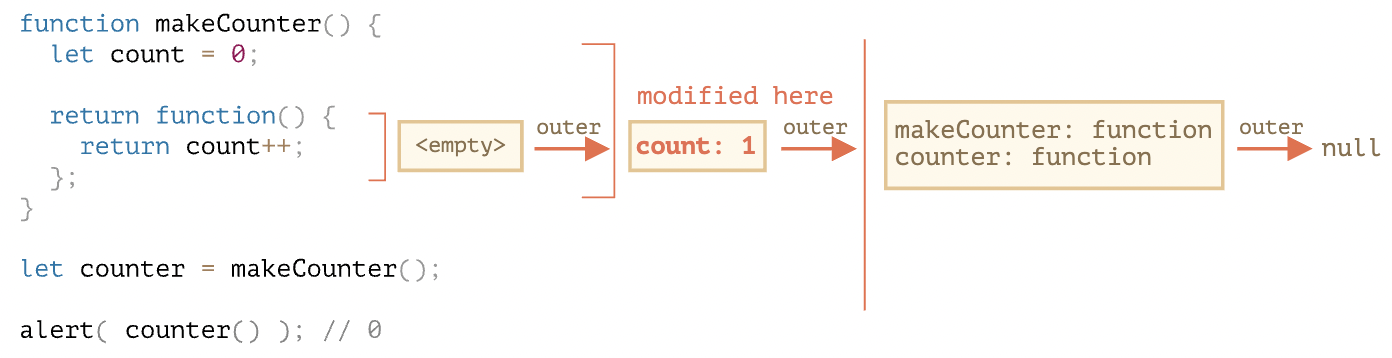 function makeCounter() {
let count = 0;
return function() {
return count++;
};
}
let counter = makeCounter();
alert( counter() ); // 0
<empty>
outer
modified here
count: 1
outer
makeCounter: function
counter: function
outer
null